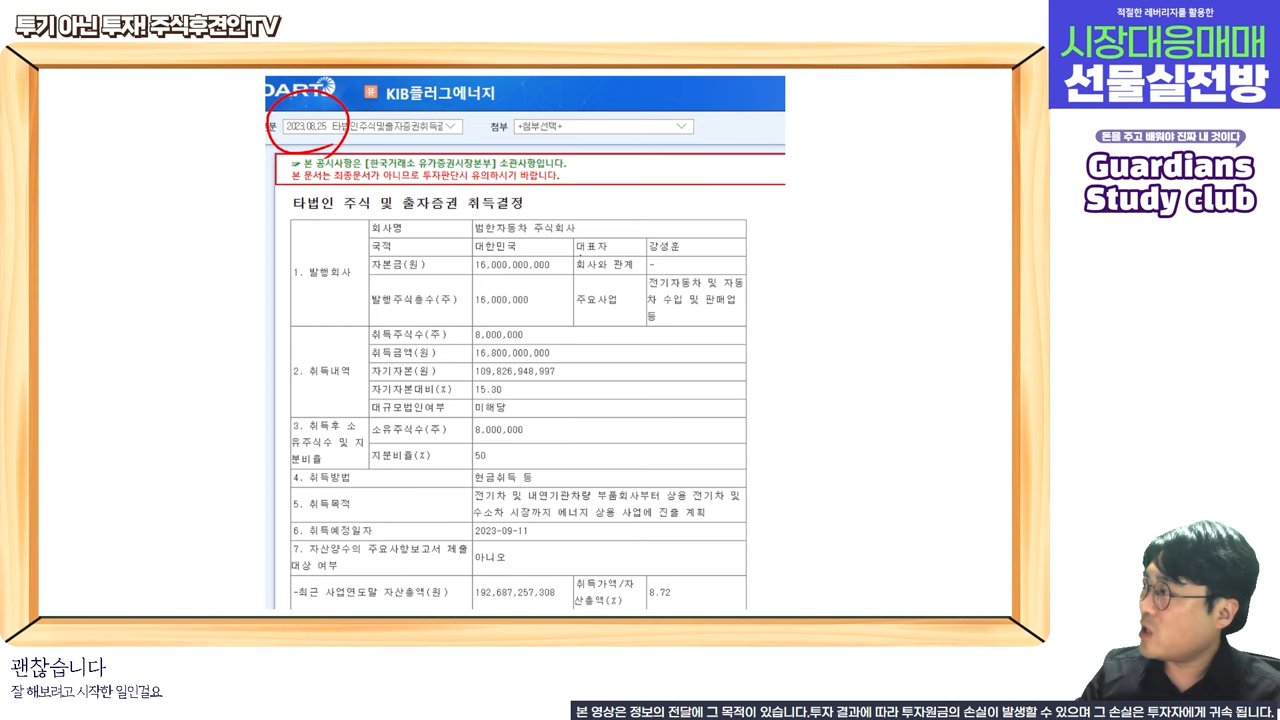 투기 아닌 투재! 주식후견인TV
적절한 레버리지를 활용한
시장대응매매
선물실전방
돈을 주고 배워야 진짜 내 것이다
Guardians
Study club
DART
유 KIB플러그에너지
문 2023.08.25 타법인주식및출자증권취득결 첨부 +첨부선택+
☞ 본 공시사항은 [한국거래소 유가증권시장본부] 소관사항입니다.
본 문서는 최종문서가 아니므로 투자판단시 유의하시기 바랍니다.
타법인 주식 및 출자증권 취득결정
1. 발행회사
회사명 범한자동차 주식회사
국적 대한민국 대표자 강성훈
자본금(원) 16,000,000,000 회사와 관계 -
발행주식총수(주) 16,000,000 주요사업
전기자동차 및 자동
차 수입 및 판매업
등
2. 취득내역
취득주식수(주) 8,000,000
취득금액(원) 16,800,000,000
자기자본(원) 109,826,948,997
자기자본대비(%) 15.30
대규모법인여부 미해당
3. 취득후 소
유주식수 및 지
분비율
소유주식수(주) 8,000,000
지분비율(%) 50
4. 취득방법 현금취득 등
5. 취득목적
전기차 및 내연기관차량 부품회사부터 상용 전기차 및
수소차 시장까지 에너지 상용 사업에 진출 계획
6. 취득예정일자 2023-09-11
7. 자산양수의 주요사항보고서 제출
대상 여부
아니오
-최근 사업연도말 자산총액(원) 192,687,257,308
취득가액/자
산총액(%)
8.72
괜찮습니다
잘 해보려고 시작한 일인걸요
본 영상은 정보의 전달에 그 목적이 있습니다.투자 결과에 따라 투자원금의 손실이 발생할 수 있으며 그 손실은 투자자에게 귀속 됩니다.